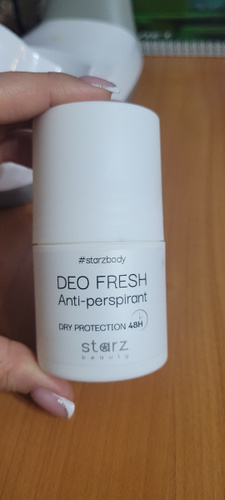 #starzbody
DEO FRESH
Anti-perspirant
DRY PROTECTION 48H
starz
beauty